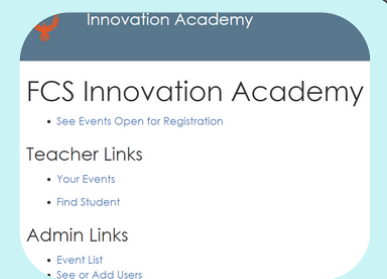 Innovation Academy
FCS Innovation Academy
See Events Open for Registration
Teacher Links
Your Events
Find Student
Admin Links
Event List
See or Add Users